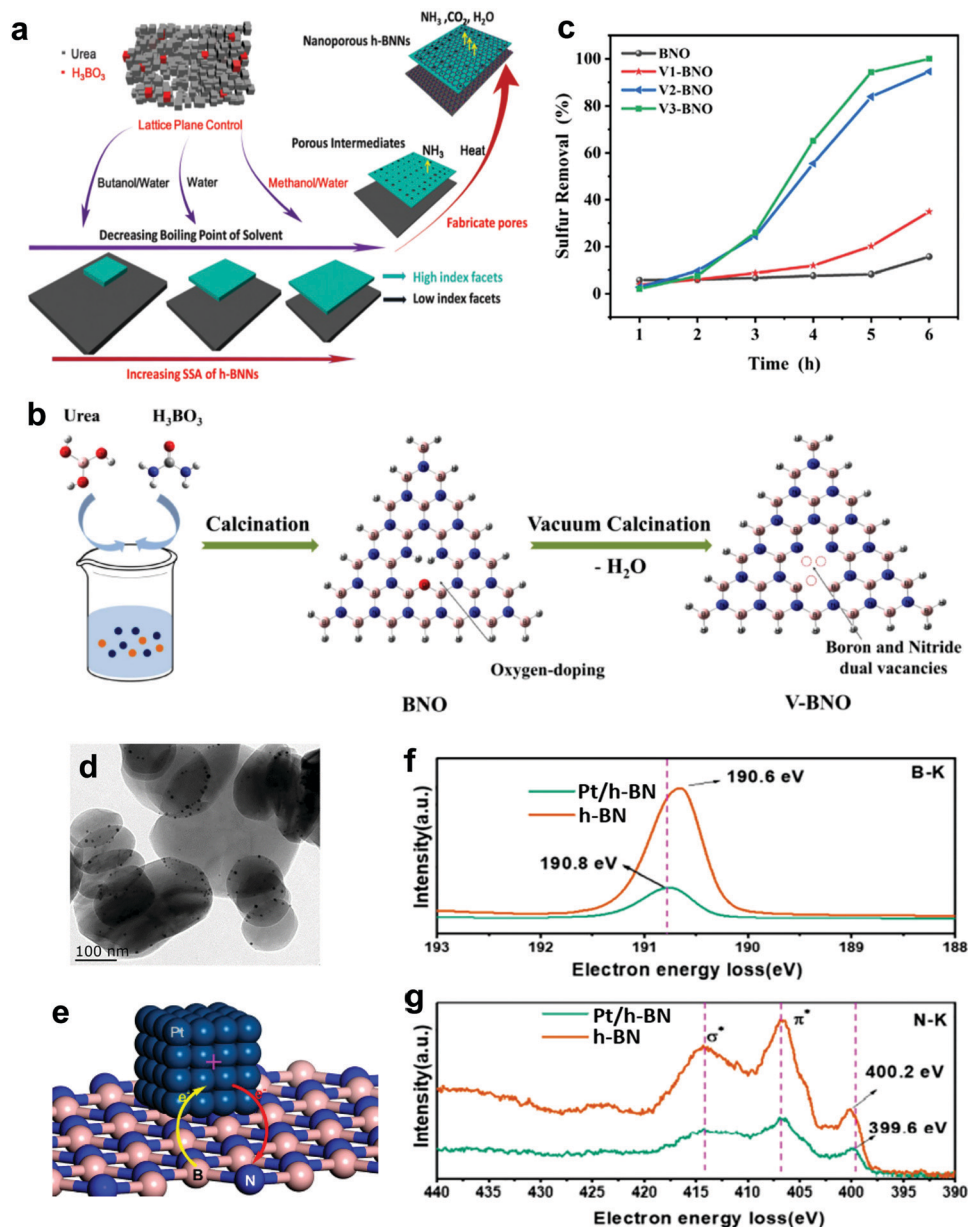 a
Urea
H₃BO₃
Lattice Plane Control
Butanol/Water
Water
Methanol/Water
Decreasing Boiling Point of Solvent
High index facets
Low index facets
Increasing SSA of h-BNNs
NH₃ ,CO₂, H₂O
Nanoporous h-BNNs
Porous Intermediates
NH₃
Heat
Fabricate pores
c
BNO
V1-BNO
V2-BNO
V3-BNO
Sulfur Removal (%)
100
80
60
40
20
0
1 2 3 4 5 6
Time (h)
b
Urea H₃BO₃
Calcination
Oxygen-doping
BNO
Vacuum Calcination
- H₂O
Boron and Nitride
dual vacancies
V-BNO
d
100 nm
e
Pt
+
e⁻
e⁻
B
N
f
Pt/h-BN
h-BN
190.6 eV
B-K
190.8 eV
Intensity(a.u.)
193 192 191 190 189 188
Electron energy loss(eV)
g
Pt/h-BN
h-BN
σ*
π*
N-K
400.2 eV
399.6 eV
Intensity(a.u.)
440 435 430 425 420 415 410 405 400 395 390
Electron energy loss(eV)